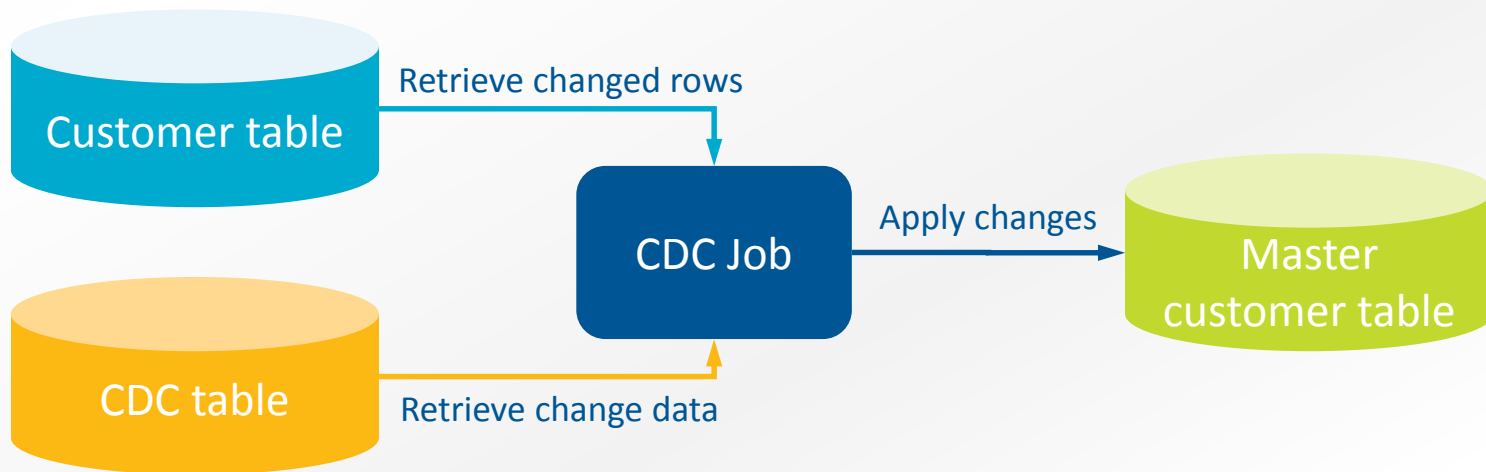 Retrieve changed rows
Customer table
CDC Job
Apply changes
Master
customer table
CDC table
Retrieve change data